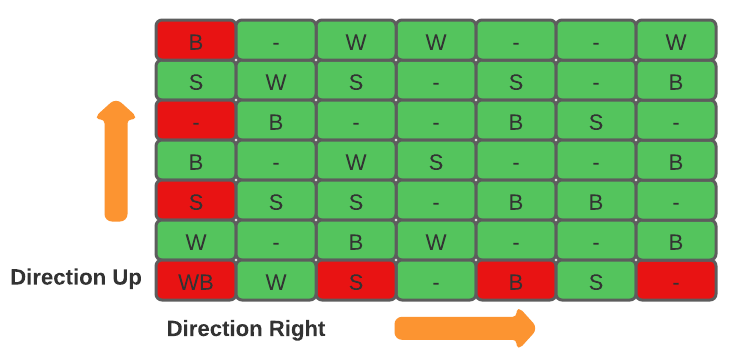 B - W W - - W
S W S - S - B
- B - - B S -
B - W S - - B
S S S - B B -
W - B W - - B
Direction Up
WB W S - B S -
Direction Right